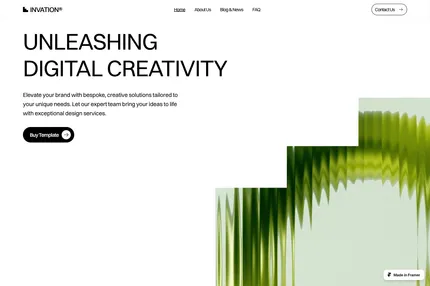 INVATION®
Home
About Us
Blog & News
FAQ
Contact Us
UNLEASHING
DIGITAL CREATIVITY
Elevate your brand with bespoke, creative solutions tailored to
your unique needs. Let our expert team bring your ideas to life
with exceptional design services.
Buy Template
Made in Framer